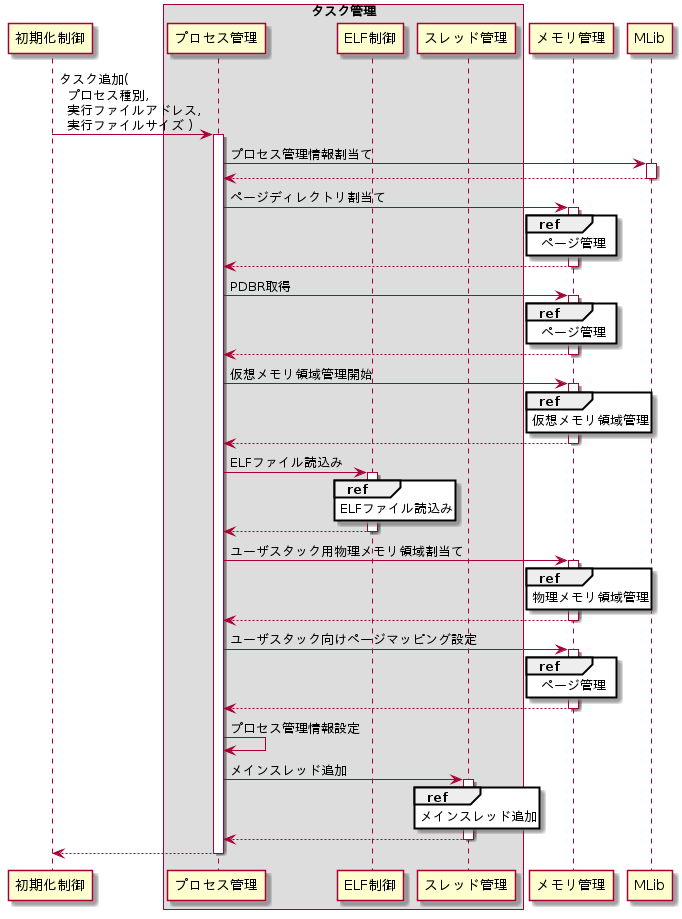 タスク管理
初期化制御
プロセス管理
ELF制御
スレッド管理
メモリ管理
MLib
タスク追加(
プロセス種別,
実行ファイルアドレス,
実行ファイルサイズ )
プロセス管理情報割当て
ページディレクトリ割当て
ref
ページ管理
PDBR取得
ref
ページ管理
仮想メモリ領域管理開始
ref
仮想メモリ領域管理
ELFファイル読込み
ref
ELFファイル読込み
ユーザスタック用物理メモリ領域割当て
ref
物理メモリ領域管理
ユーザスタック向けページマッピング設定
ref
ページ管理
プロセス管理情報設定
メインスレッド追加
ref
メインスレッド追加
初期化制御
プロセス管理
ELF制御
スレッド管理
メモリ管理
MLib